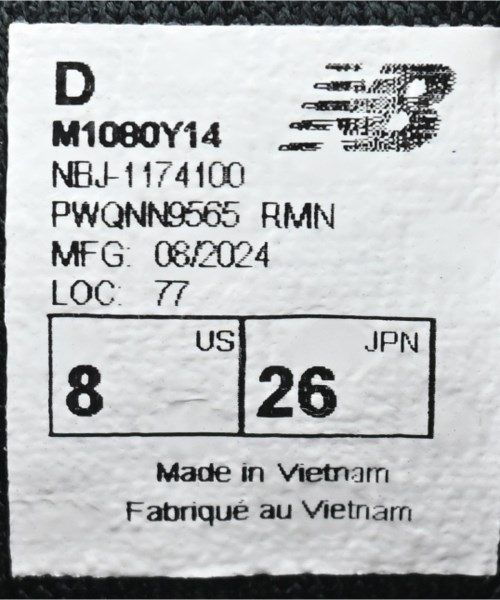 D
M1080Y14
NBJ-1174100
PWQNN9565 RMN
MFG: 08/2024
LOC: 77
US JPN
8 26
Made in Vietnam
Fabriqué au Vietnam